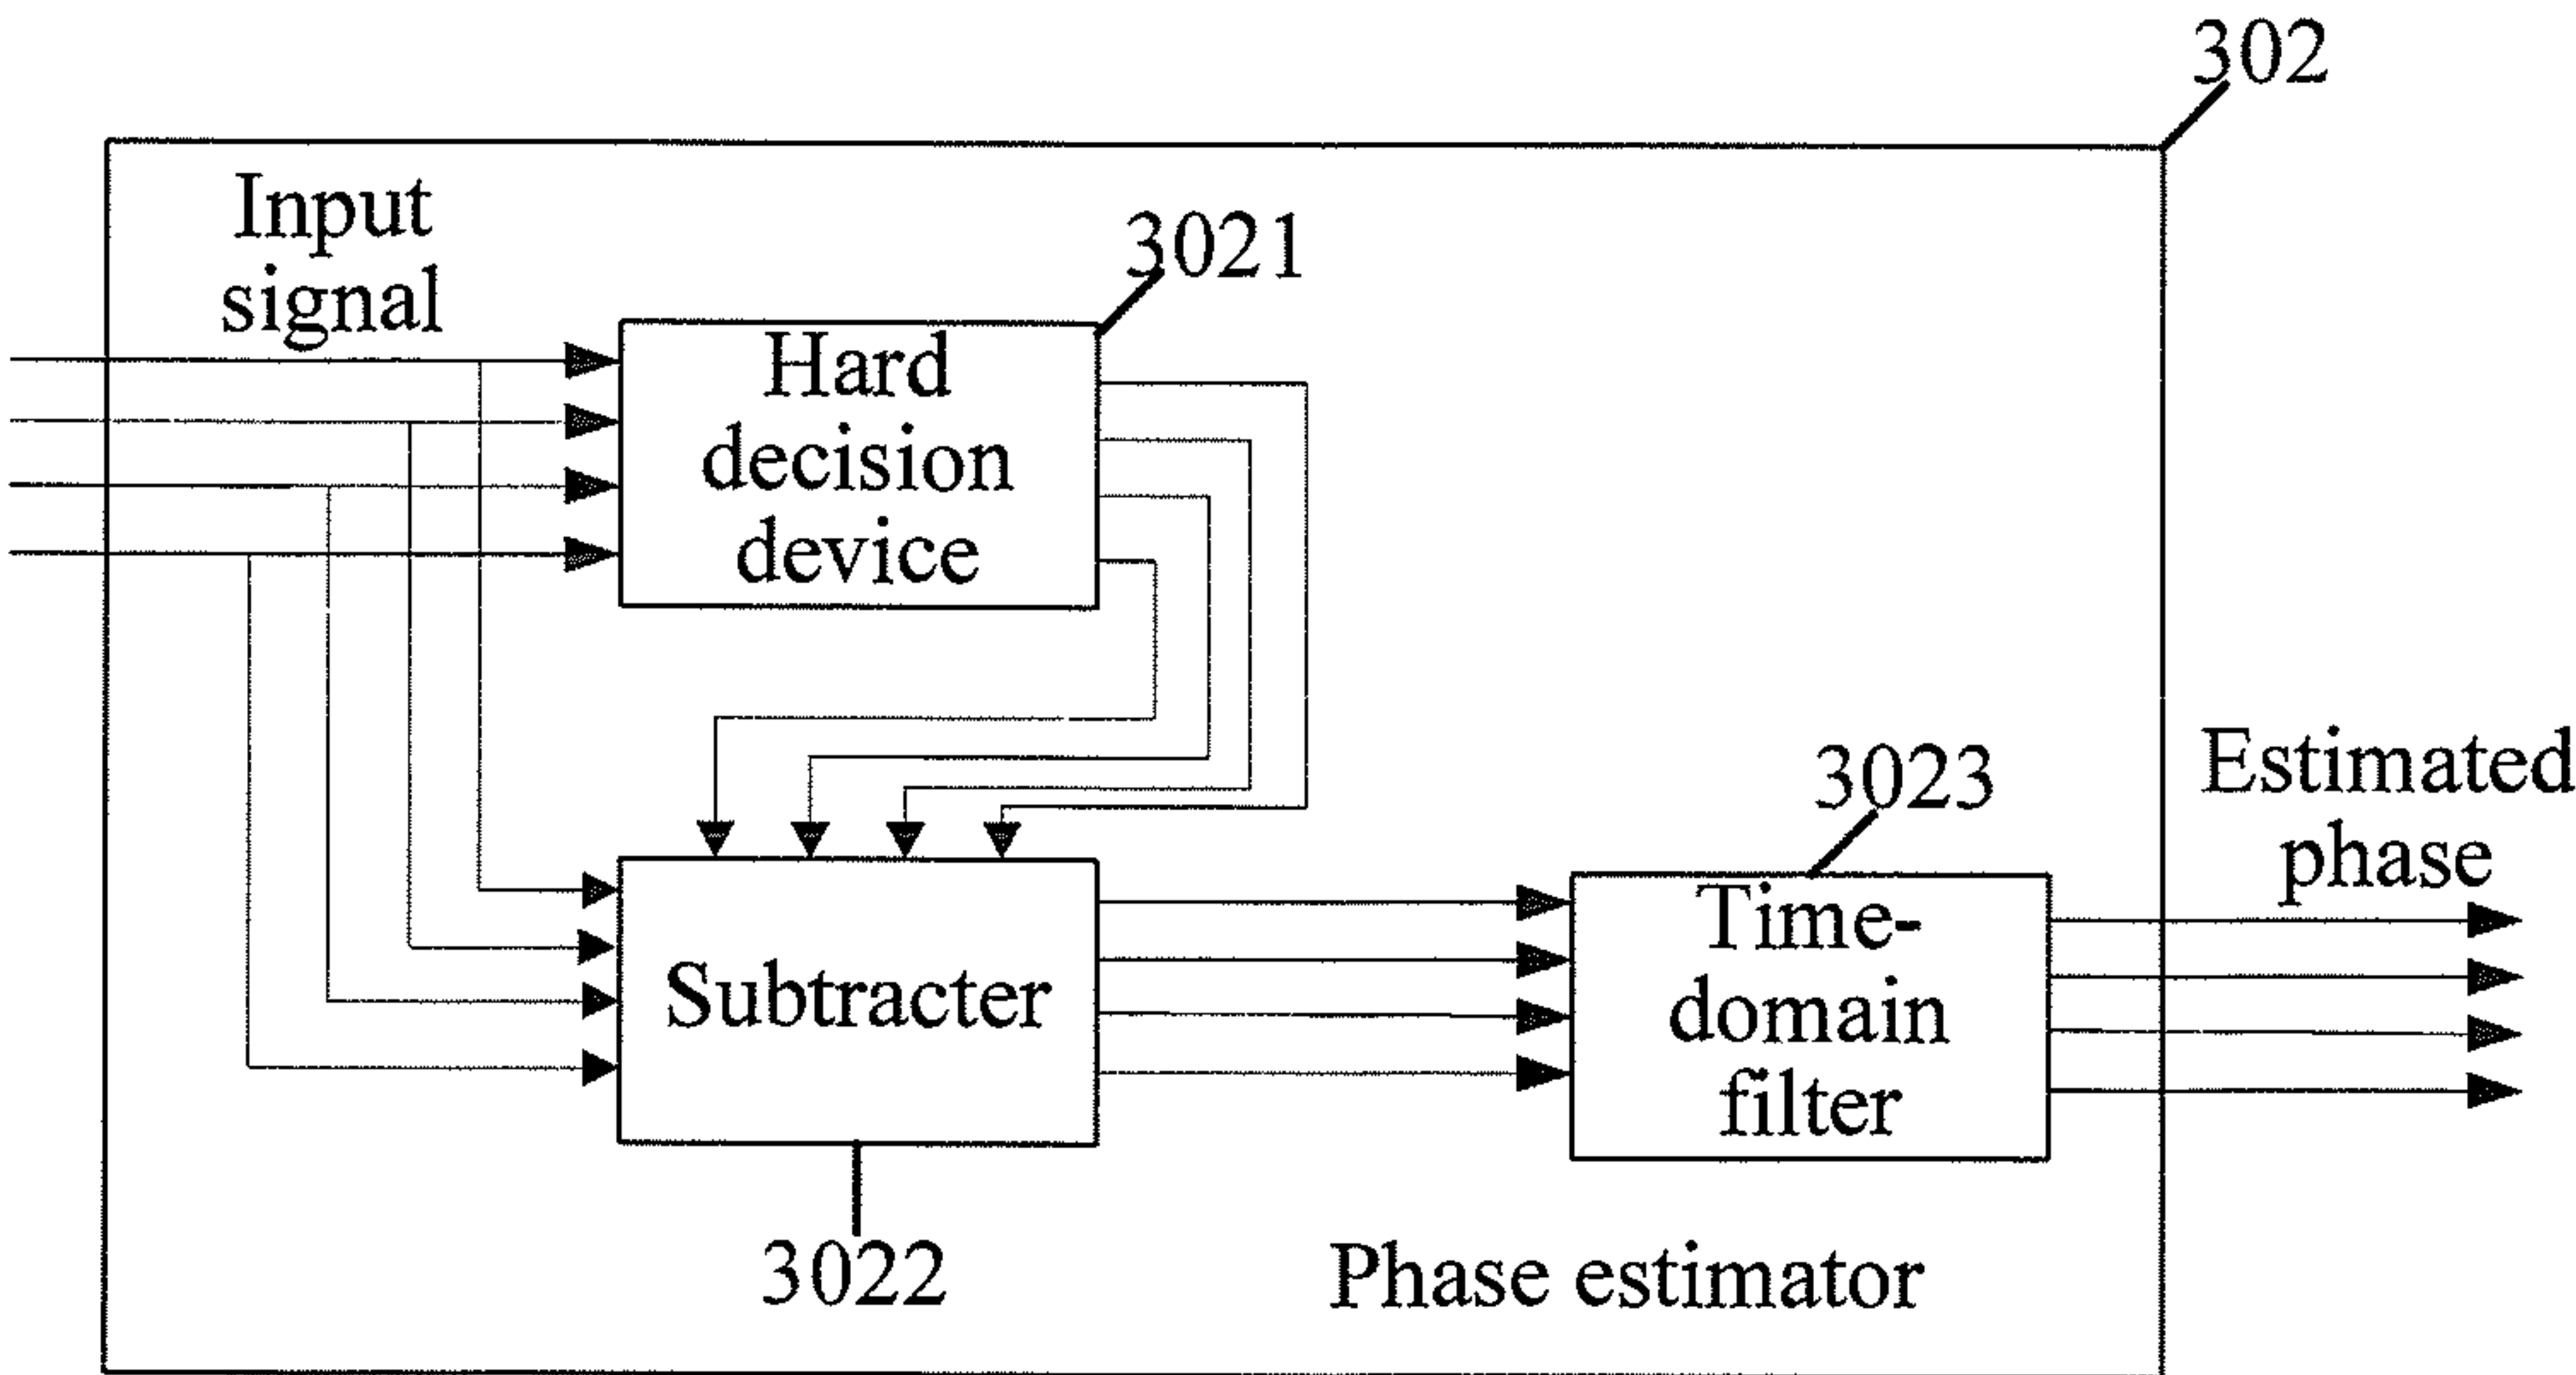 302
Input
signal
3021
Hard
decision
device
3023
Estimated
phase
Subtracter
Time-
domain
filter
3022
Phase estimator